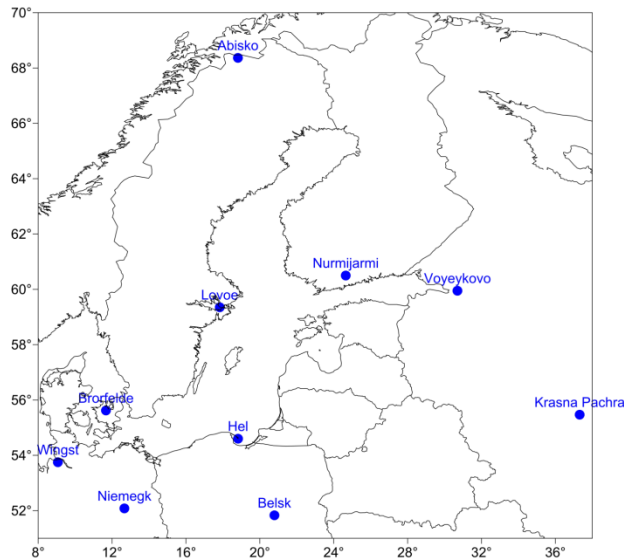 70°
Abisko
68°
66°
64°
62°
Nurmijarmi
Voyeykovo
60°
Lovoe
58°
56°
Brorfelde
Krasna Pachra
Hel
54°
Wingst
Niemegk
Belsk
52°
8°
12°
16°
20°
24°
28°
32°
36°